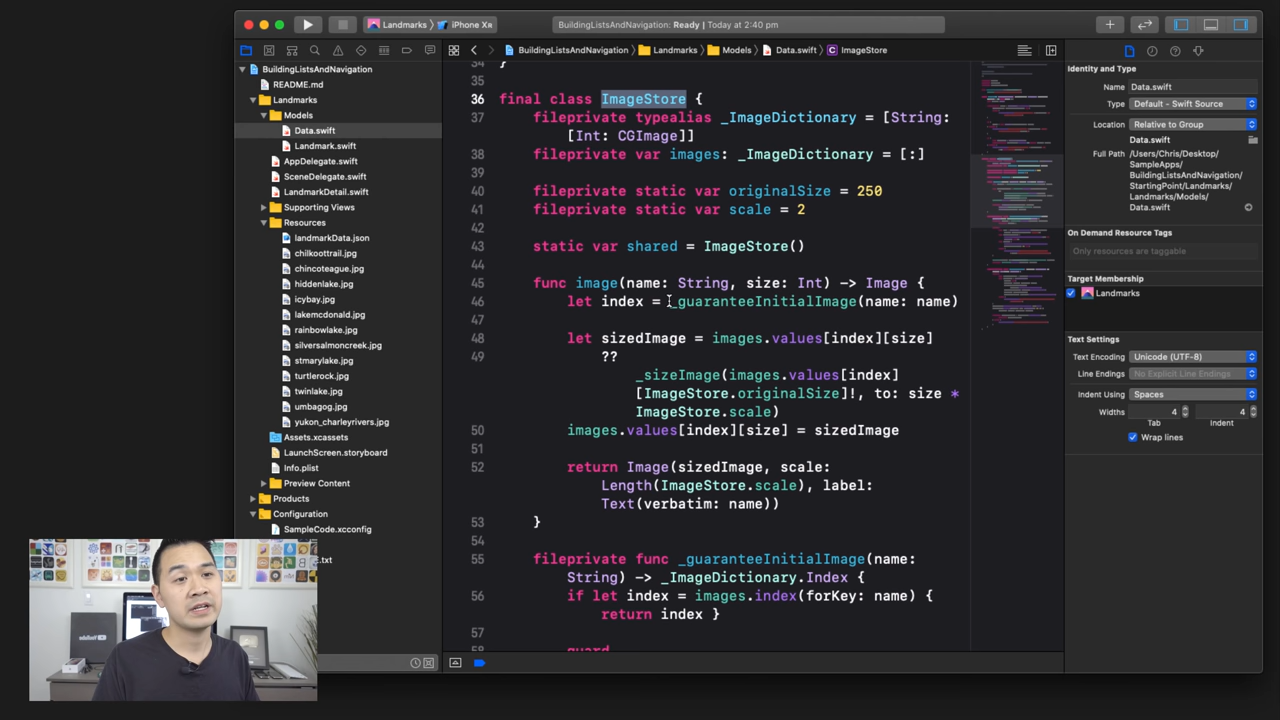 Landmarks
iPhone Xʀ
BuildingListsAndNavigation: Ready | Today at 2:40 pm
BuildingListsAndNavigation
README.md
Landmarks
Models
Data.swift
Landmark.swift
AppDelegate.swift
SceneDelegate.swift
LandmarkDetail.swift
Supporting Views
Resources
landmarkData.json
chilkoottrail.jpg
chincoteague.jpg
hiddenlake.jpg
icybay.jpg
lakemcdonald.jpg
rainbowlake.jpg
silversalmoncreek.jpg
stmarylake.jpg
turtlerock.jpg
twinlake.jpg
umbagog.jpg
yukon_charleyrivers.jpg
Assets.xcassets
LaunchScreen.storyboard
Info.plist
Preview Content
Products
Configuration
SampleCode.xcconfig
.txt
BuildingListsAndNavigation
Landmarks
Models
Data.swift
C ImageStore
34 }
35
36 final class ImageStore {
37 fileprivate typealias _ImageDictionary = [String:
[Int: CGImage]]
38 fileprivate var images: _ImageDictionary = [:]
40 fileprivate static var originalSize = 250
41 fileprivate static var scale = 2
42
43 static var shared = ImageStore()
44
45 func image(name: String, size: Int) -> Image {
46 let index = _guaranteeInitialImage(name: name)
47
48 let sizedImage = images.values[index][size]
49 ??
_sizeImage(images.values[index]
[ImageStore.originalSize]!, to: size *
ImageStore.scale)
50 images.values[index][size] = sizedImage
51
52 return Image(sizedImage, scale:
Length(ImageStore.scale), label:
Text(verbatim: name))
53 }
54
55 fileprivate func _guaranteeInitialImage(name:
String) -> _ImageDictionary.Index {
56 if let index = images.index(forKey: name) {
return index }
57
58 guard
Identity and Type
Name Data.swift
Type Default - Swift Source
Location Relative to Group
Data.swift
Full Path /Users/Chris/Desktop/
SampleApps/
BuildingListsAndNavigation/
StartingPoint/Landmarks/
Landmarks/Models/
Data.swift
On Demand Resource Tags
Only resources are taggable
Target Membership
Landmarks
Text Settings
Text Encoding Unicode (UTF-8)
Line Endings No Explicit Line Endings
Indent Using Spaces
Widths 4 4
Tab Indent
Wrap lines